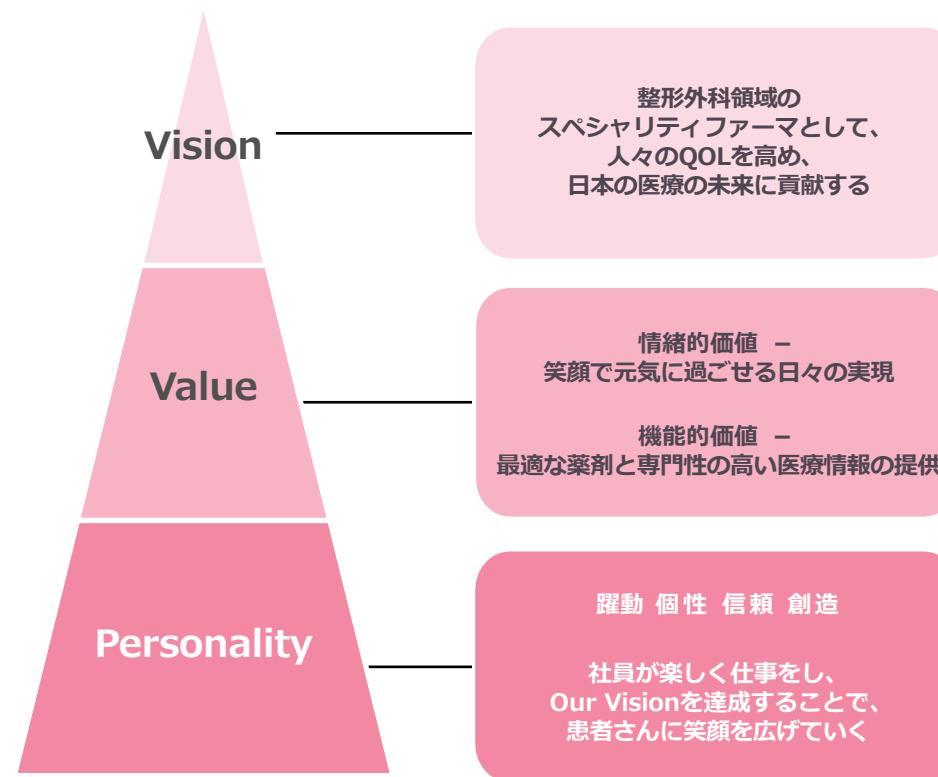 Vision
整形外科領域の
スペシャリティファーマとして、
人々のQOLを高め、
日本の医療の未来に貢献する
Value
情緒的価値 −
笑顔で元気に過ごせる日々の実現
機能的価値 −
最適な薬剤と専門性の高い医療情報の提供
Personality
躍動 個性 信頼 創造
社員が楽しく仕事をし、
Our Visionを達成することで、
患者さんに笑顔を広げていく